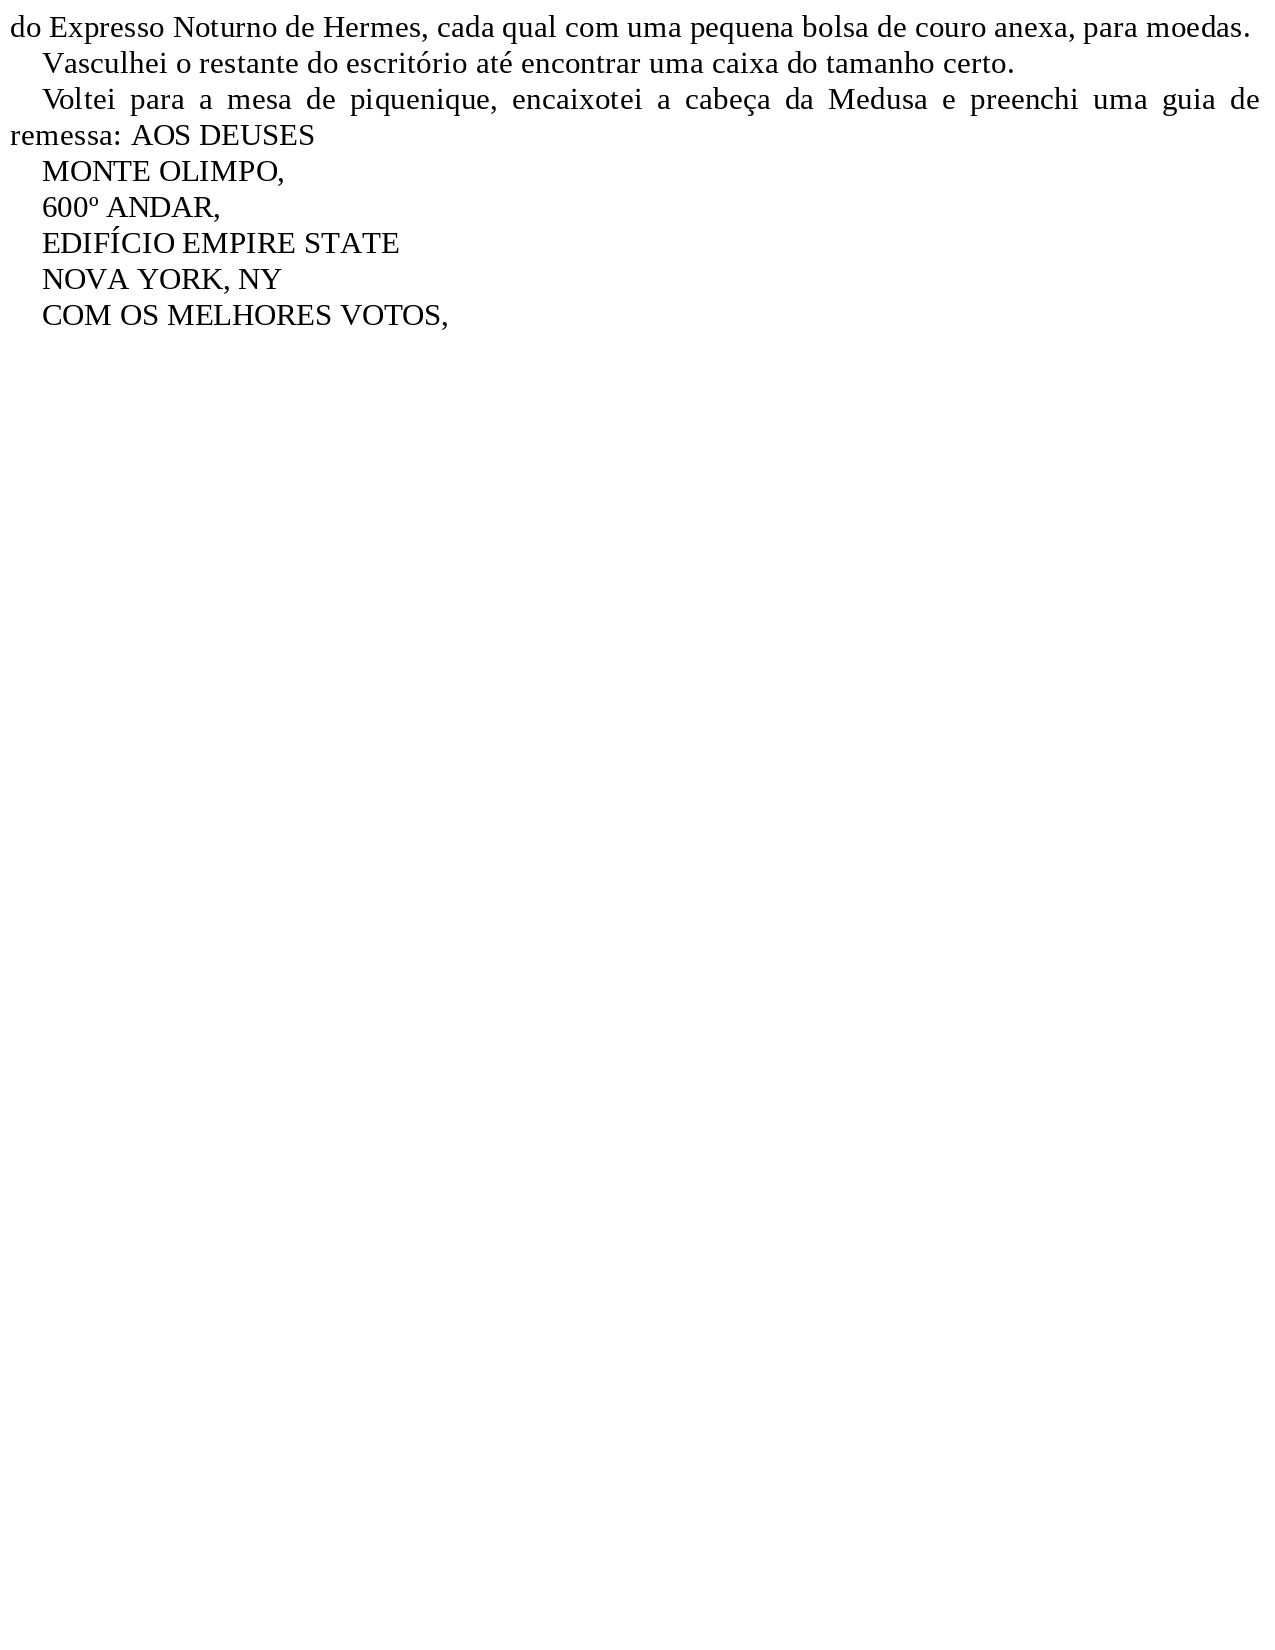 do Expresso Noturno de Hermes, cada qual com uma pequena bolsa de couro anexa, para moedas.
Vasculhei o restante do escritório até encontrar uma caixa do tamanho certo.
Voltei para a mesa de piquenique, encaixotei a cabeça da Medusa e preenchi uma guia de
remessa: AOS DEUSES
MONTE OLIMPO,
600º ANDAR,
EDIFÍCIO EMPIRE STATE
NOVA YORK, NY
COM OS MELHORES VOTOS,